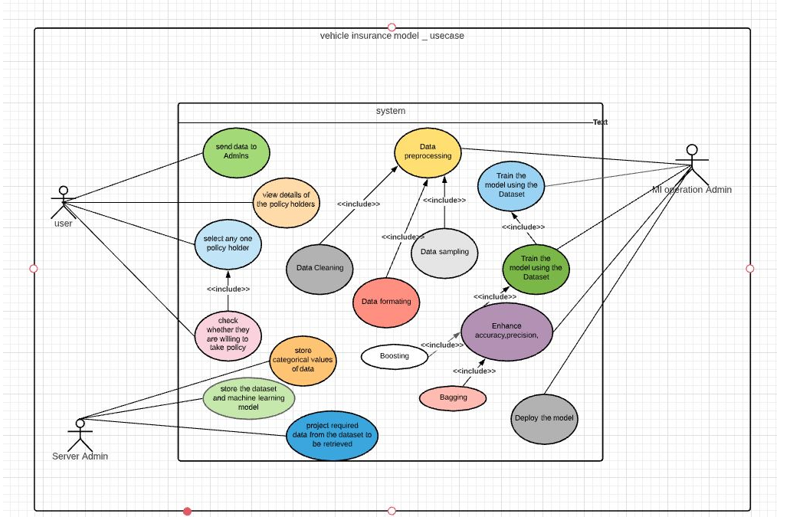 vehicle insurance model _ usecase
system
Text
send data to
Admins
Data
preprocessing
Train the
model using the
Dataset
Ml operation Admin
view details of
the policy holders
<<include>>
<<include>>
user
select any one
policy holder
<<include>>
<<include>>
Data Cleaning
Data sampling
Train the
model using the
Dataset
<<include>>
Data formating
<<include>>
check
whether they
are willing to
take policy
Enhance
accuracy,precision,
<<include>>
Boosting
store
categorical values
of data
<<include>>
store the dataset
and machine learning
model
Bagging
Deploy the model
project required
data from the dataset to
be retrieved
Server Admin